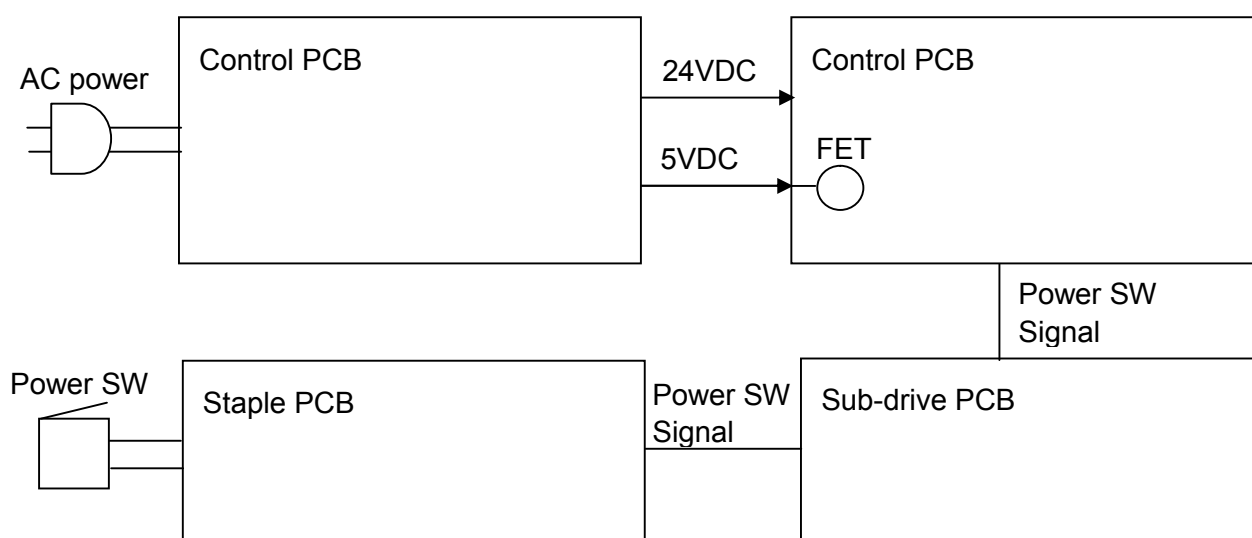 Control PCB
Control PCB
AC power
24VDC
5VDC
FET
Power SW
Signal
Power SW
Staple PCB
Power SW
Signal
Sub-drive PCB